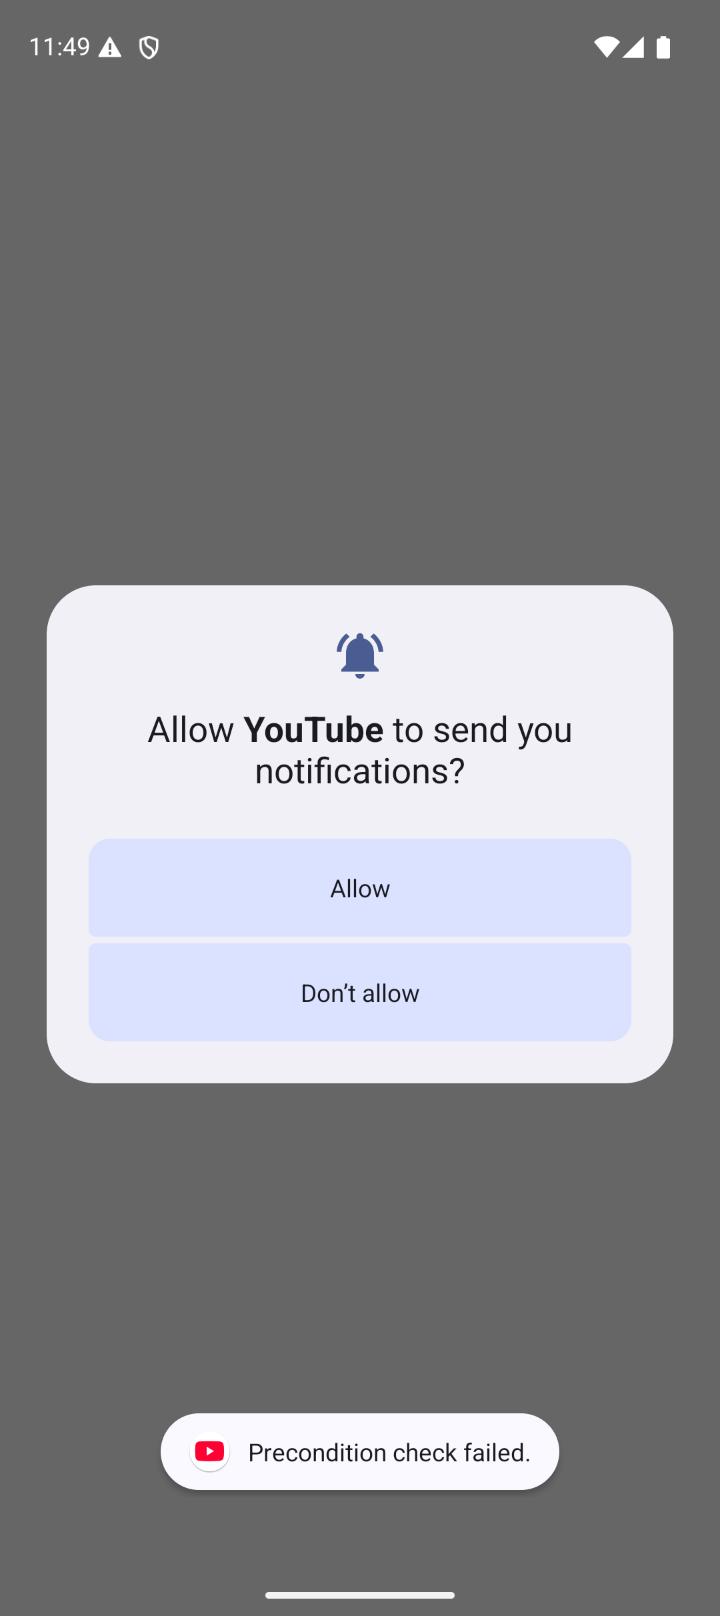 11:49
Allow YouTube to send you
notifications?
Allow
Don’t allow
Precondition check failed.